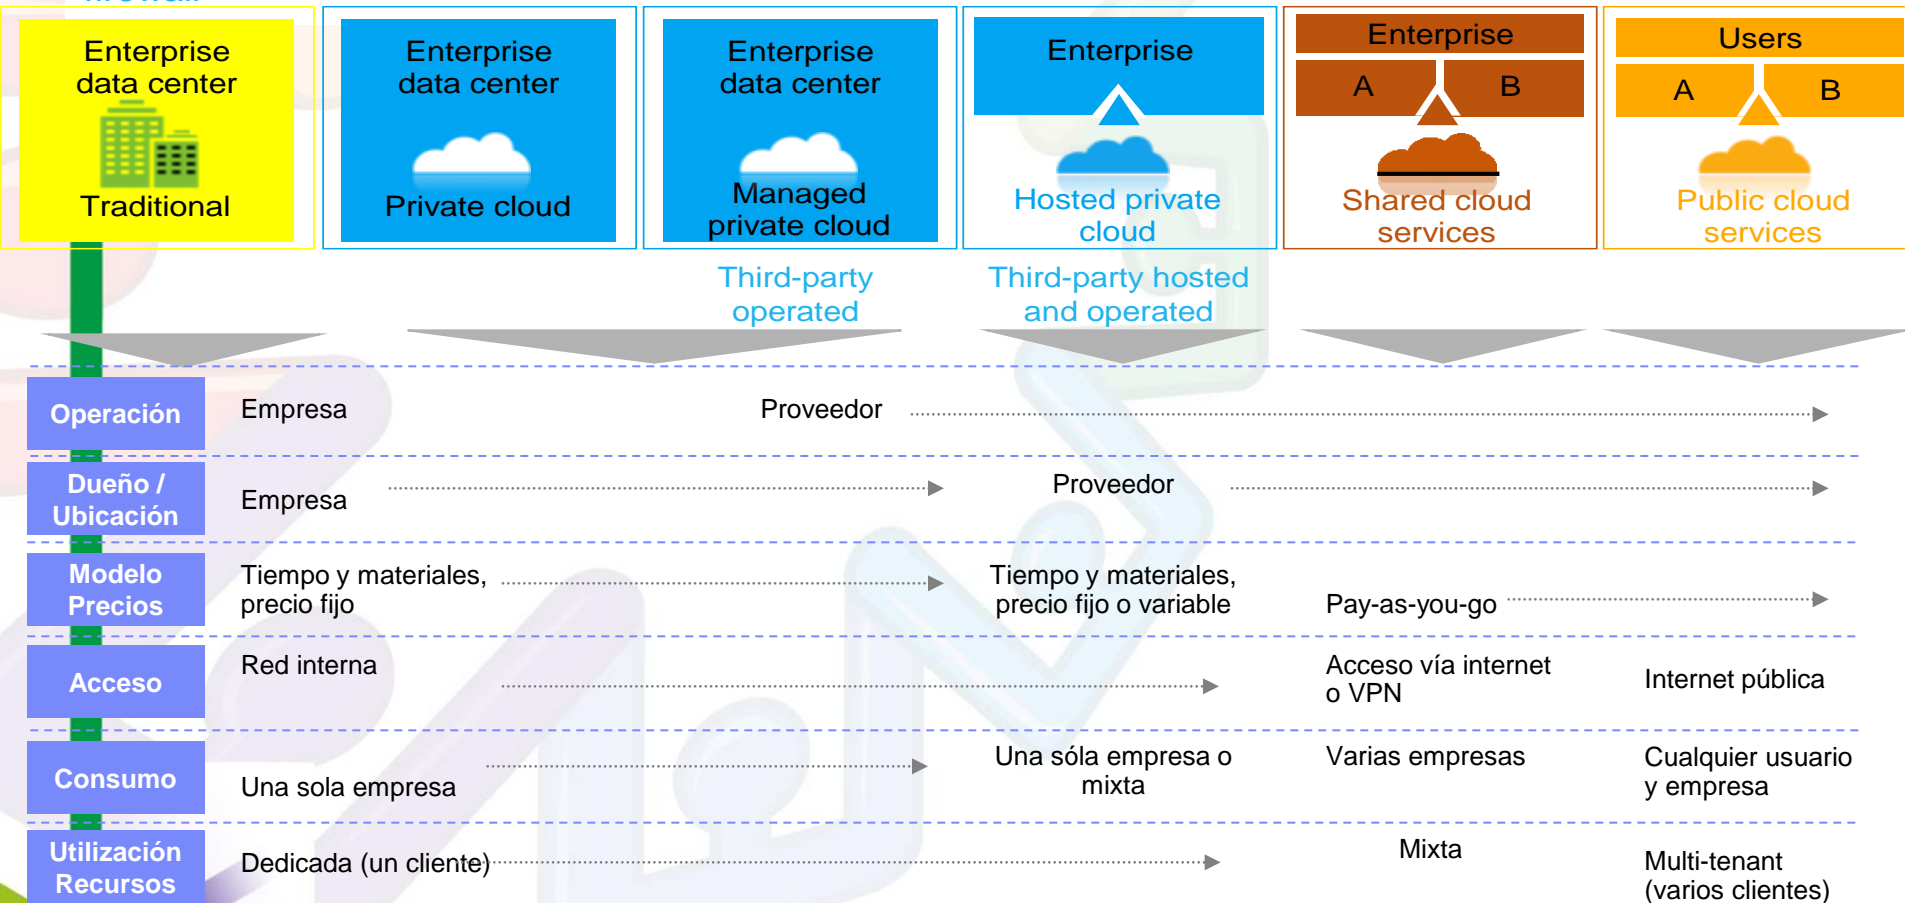 Enterprise
data center
Traditional
Enterprise
data center
Private cloud
Enterprise
data center
Managed
private cloud
Enterprise
Hosted private
cloud
Enterprise
A
B
Shared cloud
services
Users
A
B
Public cloud
services
Third-party
operated
Third-party hosted
and operated
Operación
Empresa
Proveedor
Dueño /
Ubicación
Empresa
Proveedor
Modelo
Precios
Tiempo y materiales,
precio fijo
Tiempo y materiales,
precio fijo o variable
Pay-as-you-go
Acceso
Red interna
Acceso vía internet
o VPN
Internet pública
Consumo
Una sola empresa
Una sóla empresa o
mixta
Varias empresas
Cualquier usuario
y empresa
Utilización
Recursos
Dedicada (un cliente)
Mixta
Multi-tenant
(varios clientes)